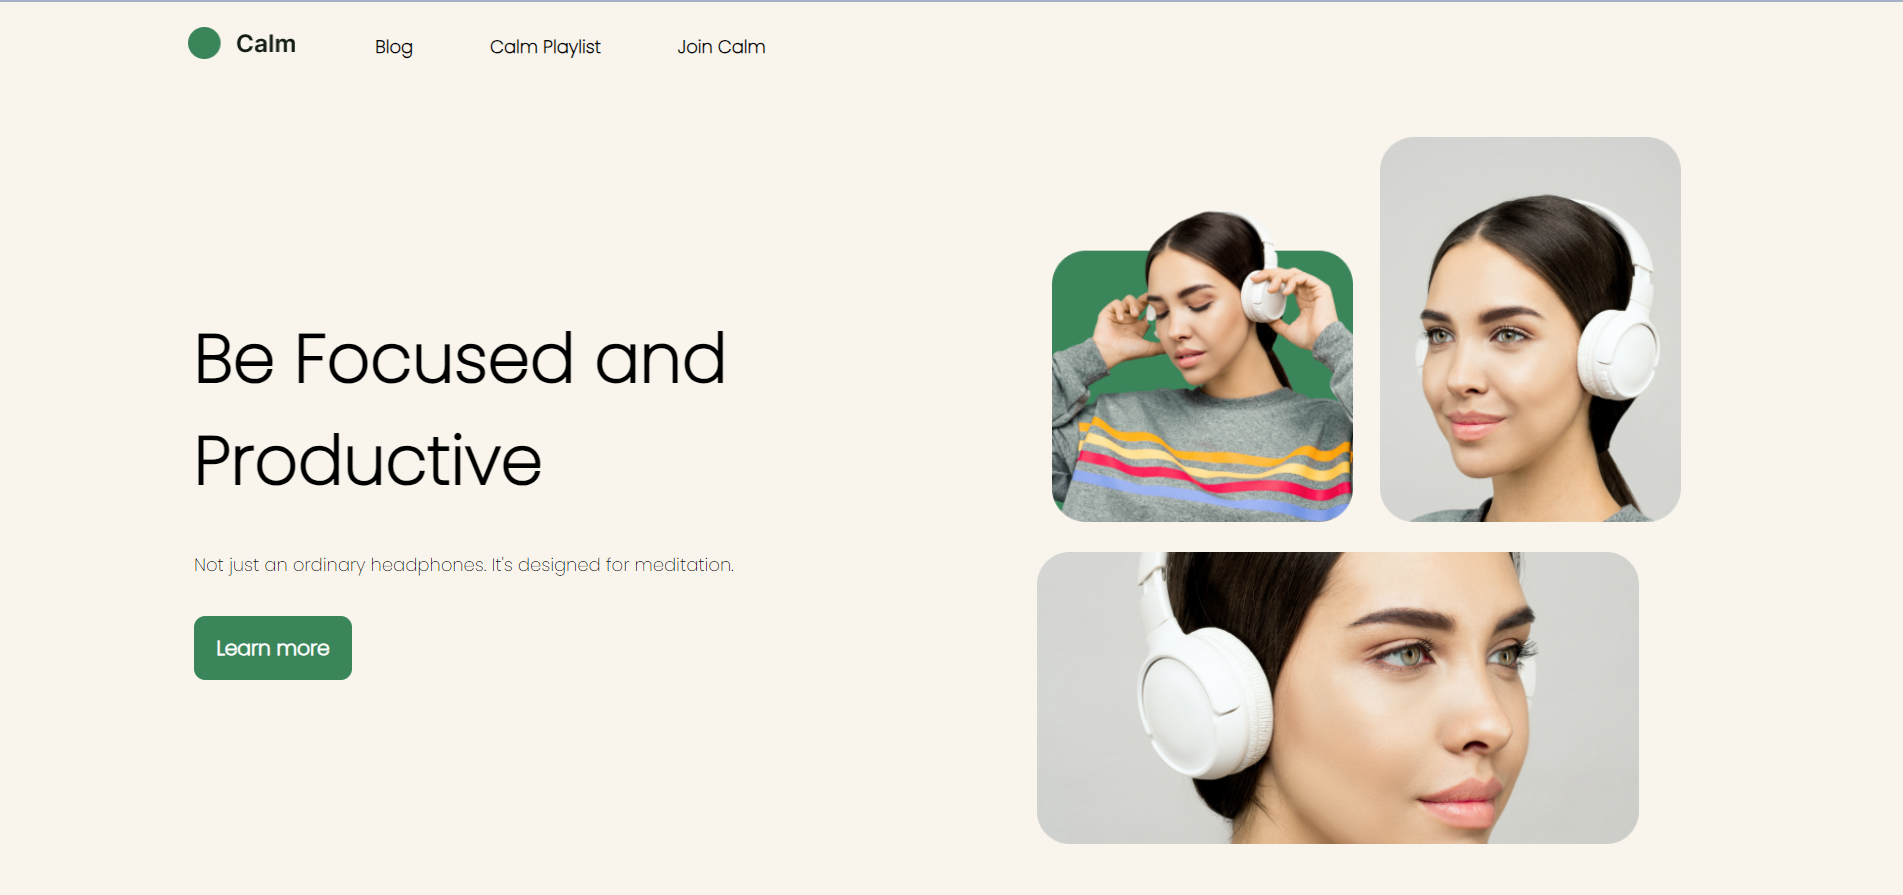 Calm
Blog
Calm Playlist
Join Calm
Be Focused and
Productive
Not just an ordinary headphones. It's designed for meditation.
Learn more